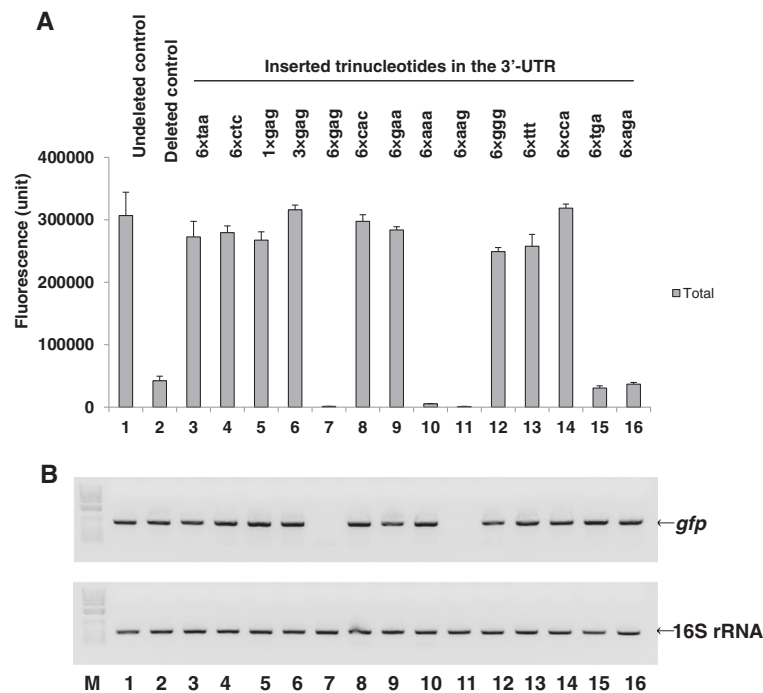 A
Undeleted control
Deleted control
Inserted trinucleotides in the 3'-UTR
6×taa
6×ctc
1×gag
3×gag
6×gag
6×cac
6×gaa
6×aaa
6×aag
6×ggg
6×ttt
6×cca
6×tga
6×aga
Fluorescence (unit)
400000
300000
200000
100000
0
Total
1 2 3 4 5 6 7 8 9 10 11 12 13 14 15 16
B
←gfp
←16S rRNA
M 1 2 3 4 5 6 7 8 9 10 11 12 13 14 15 16